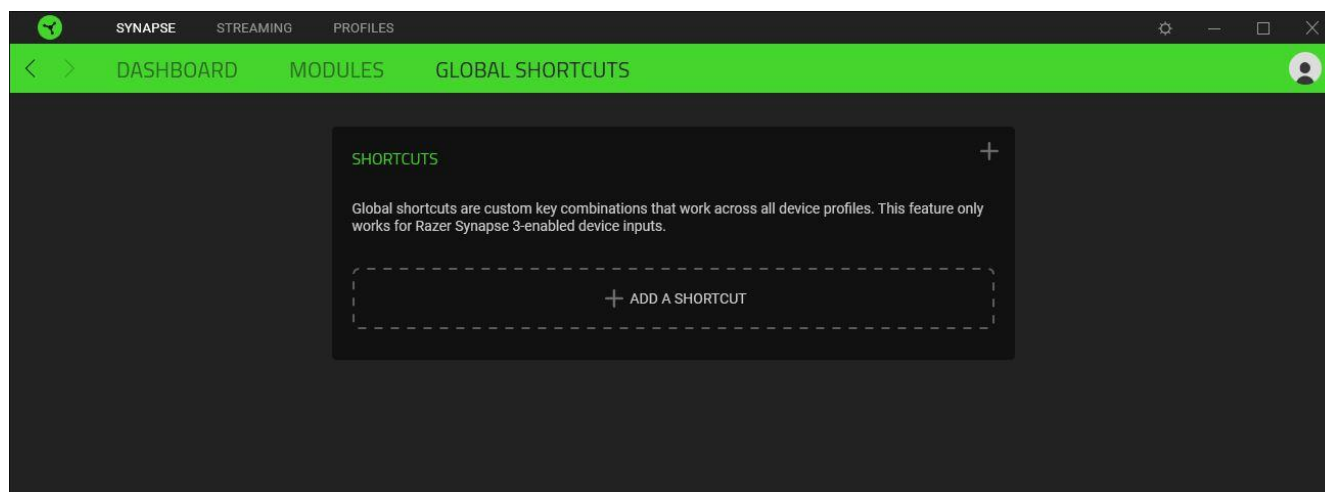 SYNAPSE STREAMING PROFILES
DASHBOARD MODULES GLOBAL SHORTCUTS
SHORTCUTS
Global shortcuts are custom key combinations that work across all device profiles. This feature only
works for Razer Synapse 3-enabled device inputs.
ADD A SHORTCUT